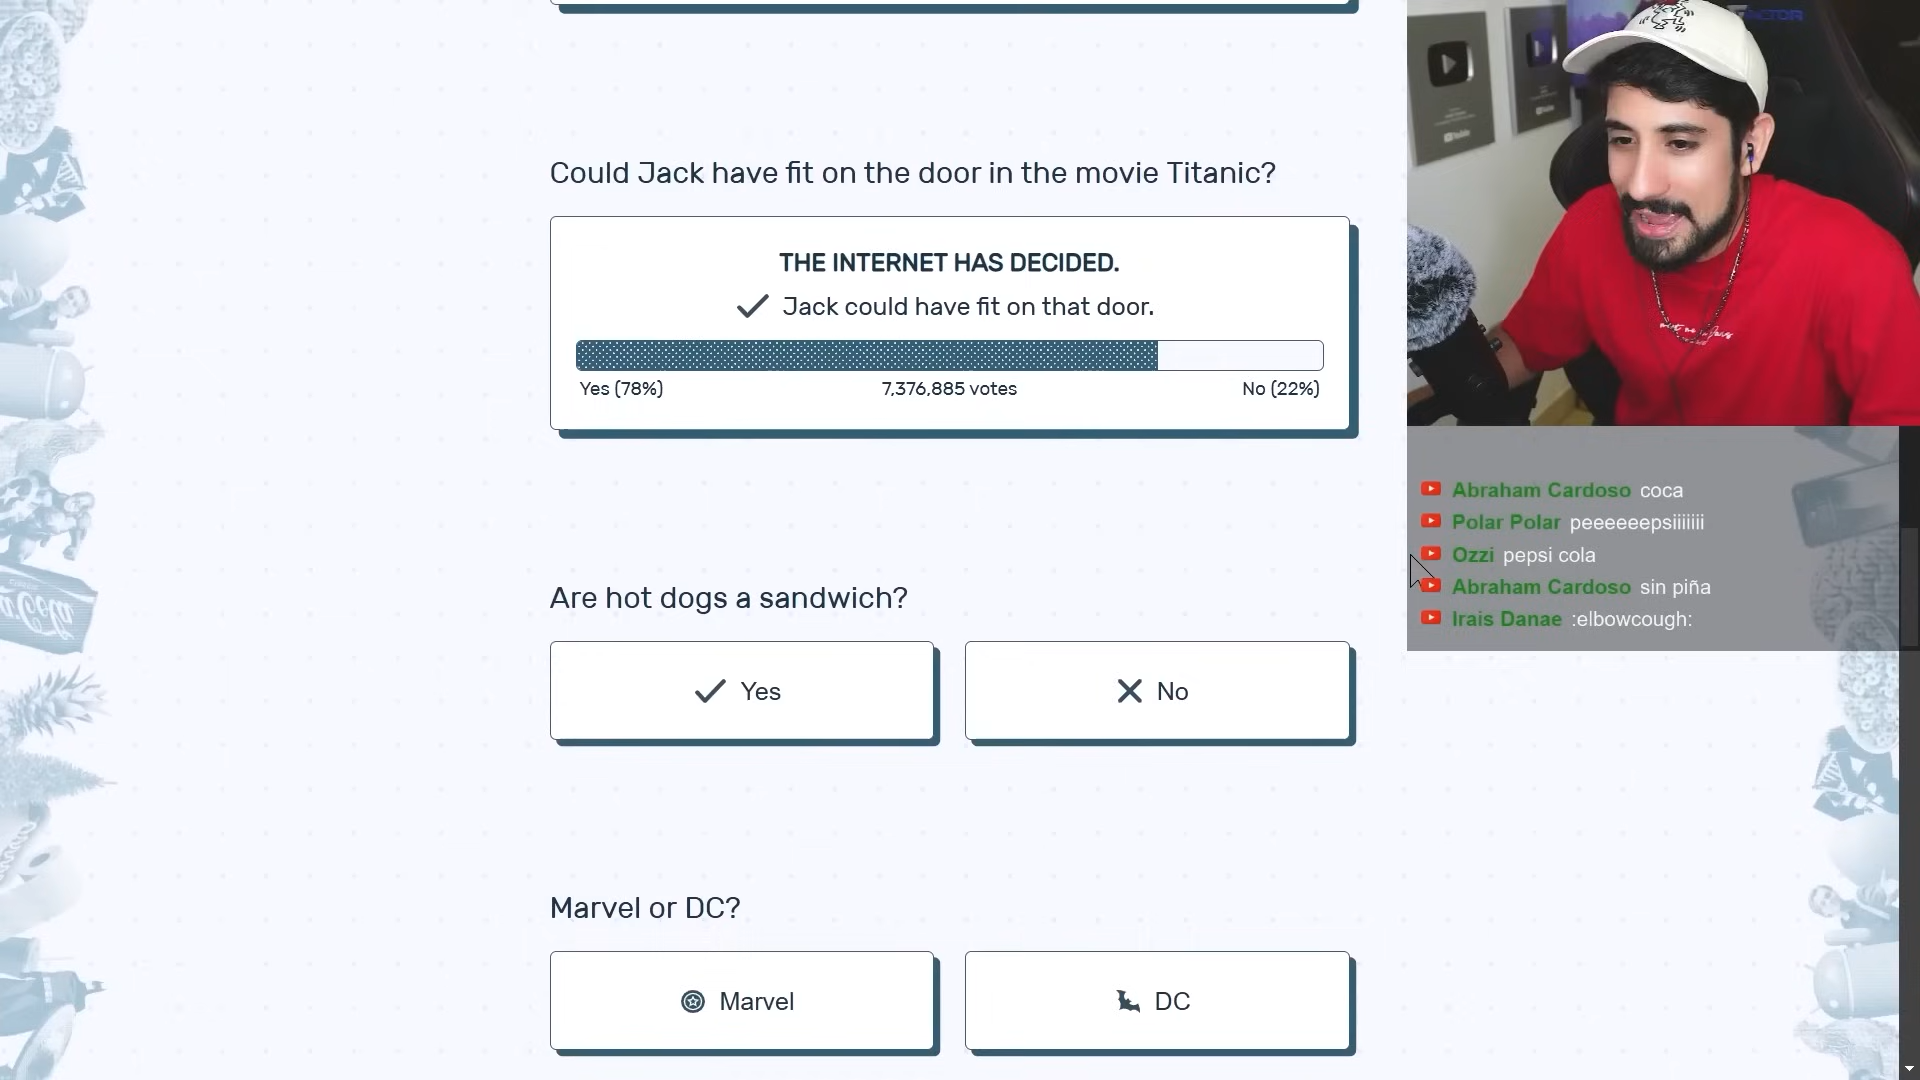 Could Jack have fit on the door in the movie Titanic?
THE INTERNET HAS DECIDED.
Jack could have fit on that door.
Yes (78%) 7,376,885 votes No (22%)
Are hot dogs a sandwich?
Yes
No
Marvel or DC?
Marvel
DC
Abraham Cardoso coca
Polar Polar peeeeeepsiiiiiii
Ozzi pepsi cola
Abraham Cardoso sin piña
Irais Danae :elbowcough: